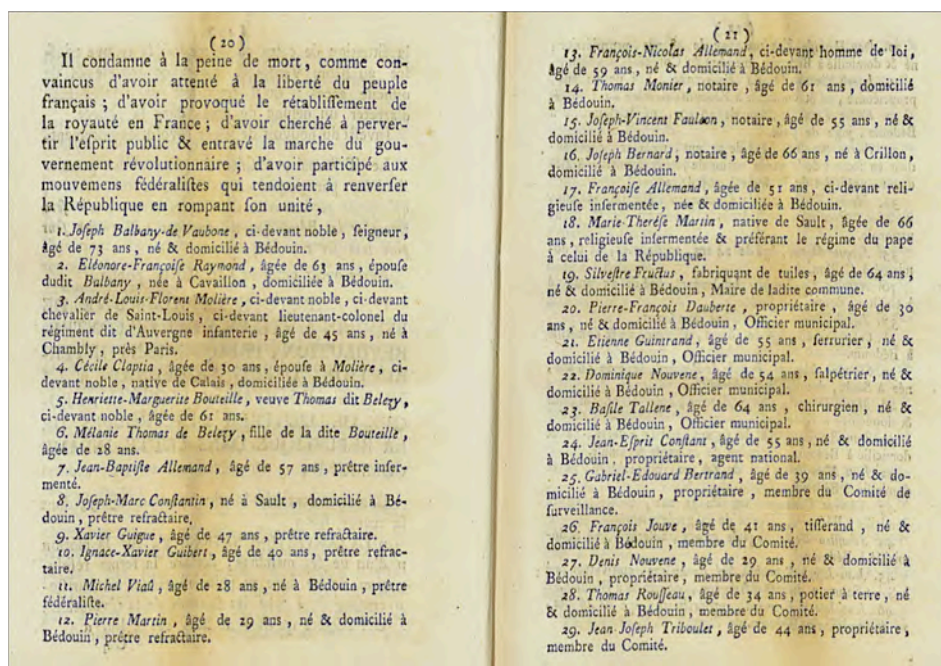 ( 20 )
Il condamne à la peine de mort, comme con-
vaincus d'avoir attenté à la liberté du peuple
français ; d'avoir provoqué le rétabliſſement de
la royauté en France ; d'avoir cherché à perver-
tir l'eſprit public & entravé la marche du gou-
vernement révolutionnaire ; d'avoir participé aux
mouvemens fédéraliſtes qui tendoient à renverſer
la République en rompant ſon unité,
1. Joſeph Balbany-de Vaubone, ci-devant noble, ſeigneur,
âgé de 73 ans, né & domicilié à Bédouin.
2. Eléonore-Françoiſe Raymond, âgée de 63 ans, épouſe
dudit Balbany, née à Cavaillon, domiciliée à Bédouin.
3. André-Louis-Florent Molière, ci-devant noble, ci-devant
chevalier de Saint-Louis, ci-devant lieutenant-colonel du
régiment dit d'Auvergne infanterie, âgé de 45 ans, né à
Chambly, près Paris.
4. Cécile Claptia, âgée de 30 ans, épouſe à Molière, ci-
devant noble, native de Calais, domiciliée à Bédouin.
5. Henriette-Marguerite Bouteille, veuve Thomas dit Belezy,
ci-devant noble, âgée de 61 ans.
6. Mélanie Thomas de Belezy, fille de la dite Bouteille,
âgée de 28 ans.
7. Jean-Baptiſte Allemand, âgé de 57 ans, prêtre inſer-
menté.
8. Joſeph-Marc Conſtantin, né à Sault, domicilié à Bé-
douin, prêtre refractaire.
9. Xavier Guigue, âgé de 47 ans, prêtre refractaire.
10. Ignace-Xavier Guibert, âgé de 40 ans, prêtre refrac-
taire.
11. Michel Viaû, âgé de 28 ans, né à Bédouin, prêtre
fédéraliſte.
12. Pierre Martin, âgé de 29 ans, né & domicilié à
Bédouin, prêtre refractaire.
( 21 )
13. François-Nicolas Allemand, ci-devant homme de loi,
âgé de 59 ans, né & domicilié à Bédouin.
14. Thomas Monier, notaire, âgé de 61 ans, domicilié
à Bédouin.
15. Joſeph-Vincent Faulcon, notaire, âgé de 55 ans, né &
domicilié à Bédouin.
16. Joſeph Bernard, notaire, âgé de 66 ans, né à Crillon,
domicilié à Bédouin.
17. Françoiſe Allemand, âgée de 51 ans, ci-devant reli-
gieuſe inſermentée, née & domiciliée à Bédouin.
18. Marie-Thereſe Martin, native de Sault, âgée de 66
ans, religieuſe inſermentée & préférant le régime du pape
à celui de la République.
19. Silveſtre Fructus, fabriquant de tuiles, âgé de 64 ans,
né & domicilié à Bédouin, Maire de ladite commune.
20. Pierre-François Dauberte, propriétaire, âgé de 30
ans, né & domicilié à Bédouin, Officier municipal.
21. Etienne Guintrand, âgé de 55 ans, ſerrurier, né &
domicilié à Bédouin, Officier municipal.
22. Dominique Nouvene, âgé de 54 ans, ſalpétrier, né &
domicilié à Bédouin, Officier municipal.
23. Baſile Tallene, âgé de 64 ans, chirurgien, né &
domicilié à Bédouin, Officier municipal.
24. Jean-Eſprit Conſtant, âgé de 55 ans, né & domicilié
à Bédouin, propriétaire, agent national.
25. Gabriel-Edouard Bertrand, âgé de 39 ans, né & do-
micilié à Bédouin, propriétaire, membre du Comité de
ſurveillance.
26. François Jouve, âgé de 41 ans, tiſſerand, né &
domicilié à Bédouin, membre du Comité.
27. Denis Nouvene, âgé de 29 ans, né & domicilié à
Bédouin, propriétaire, membre du Comité.
28. Thomas Rouſſeau, âgé de 34 ans, potier à terre, né
& domicilié à Bédouin, membre du Comité.
29. Jean Joſeph Triboulet, âgé de 44 ans, propriétaire,
membre du Comité.